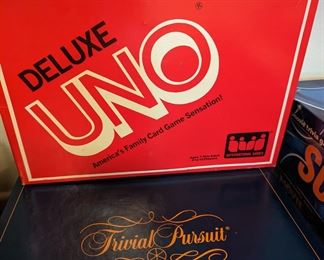 DELUXE
UNO
®
America's Family Card Game Sensation!
INTERNATIONAL GAMES
Trivial Pursuit®